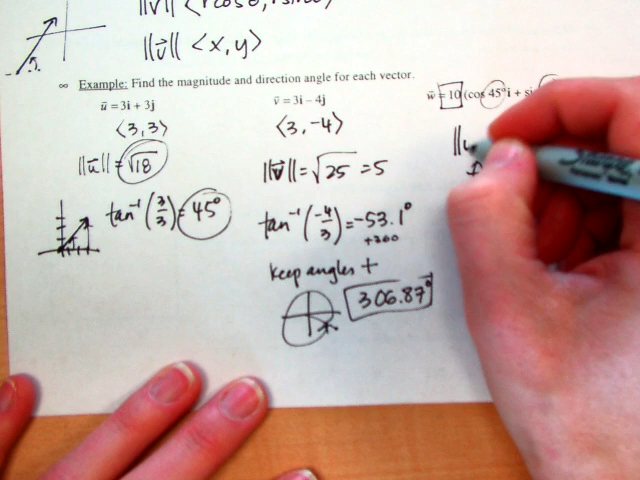 ||v⃗|| <x,y>
∞ Example: Find the magnitude and direction angle for each vector.
ū = 3i + 3j
<3,3>
||ū|| = √18
tan⁻¹(3/3) = 45°
v̄ = 3i − 4j
<3,-4>
||v̄|| = √25 = 5
tan⁻¹(-4/3) = -53.1°
+360
keep angles +
306.87°
w̄ = 10 (cos 45°i + si